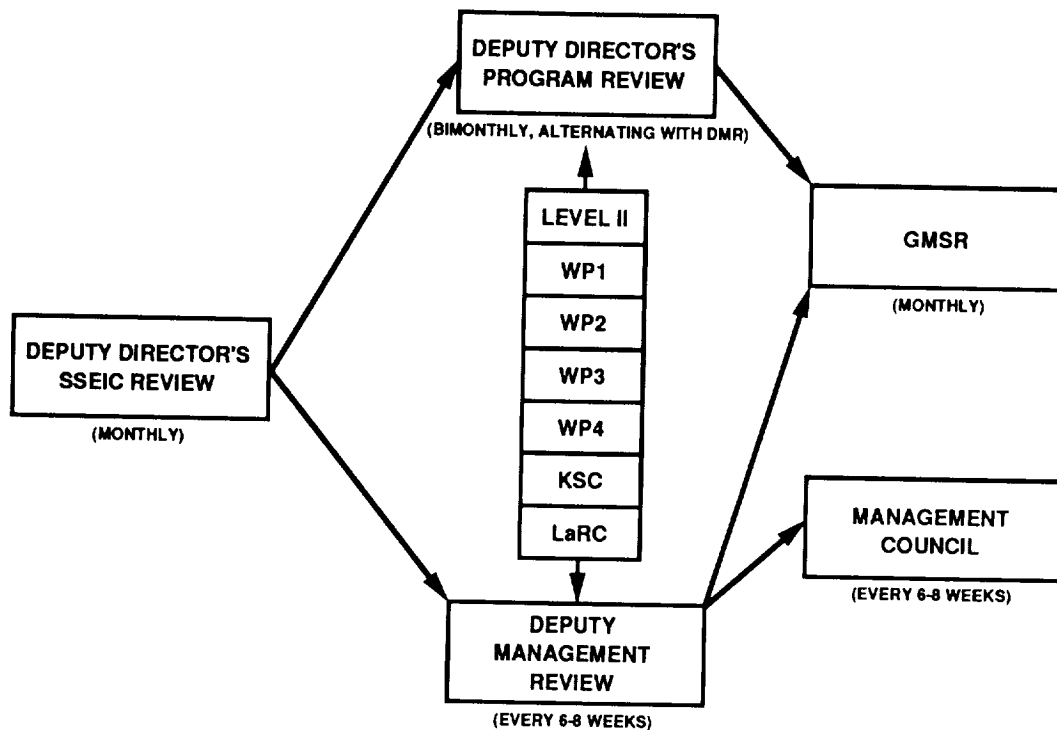 DEPUTY DIRECTOR'S
PROGRAM REVIEW
(BIMONTHLY, ALTERNATING WITH DMR)
LEVEL II
WP1
WP2
WP3
WP4
KSC
LaRC
GMSR
(MONTHLY)
DEPUTY DIRECTOR'S
SSEIC REVIEW
(MONTHLY)
MANAGEMENT
COUNCIL
(EVERY 6-8 WEEKS)
DEPUTY
MANAGEMENT
REVIEW
(EVERY 6-8 WEEKS)